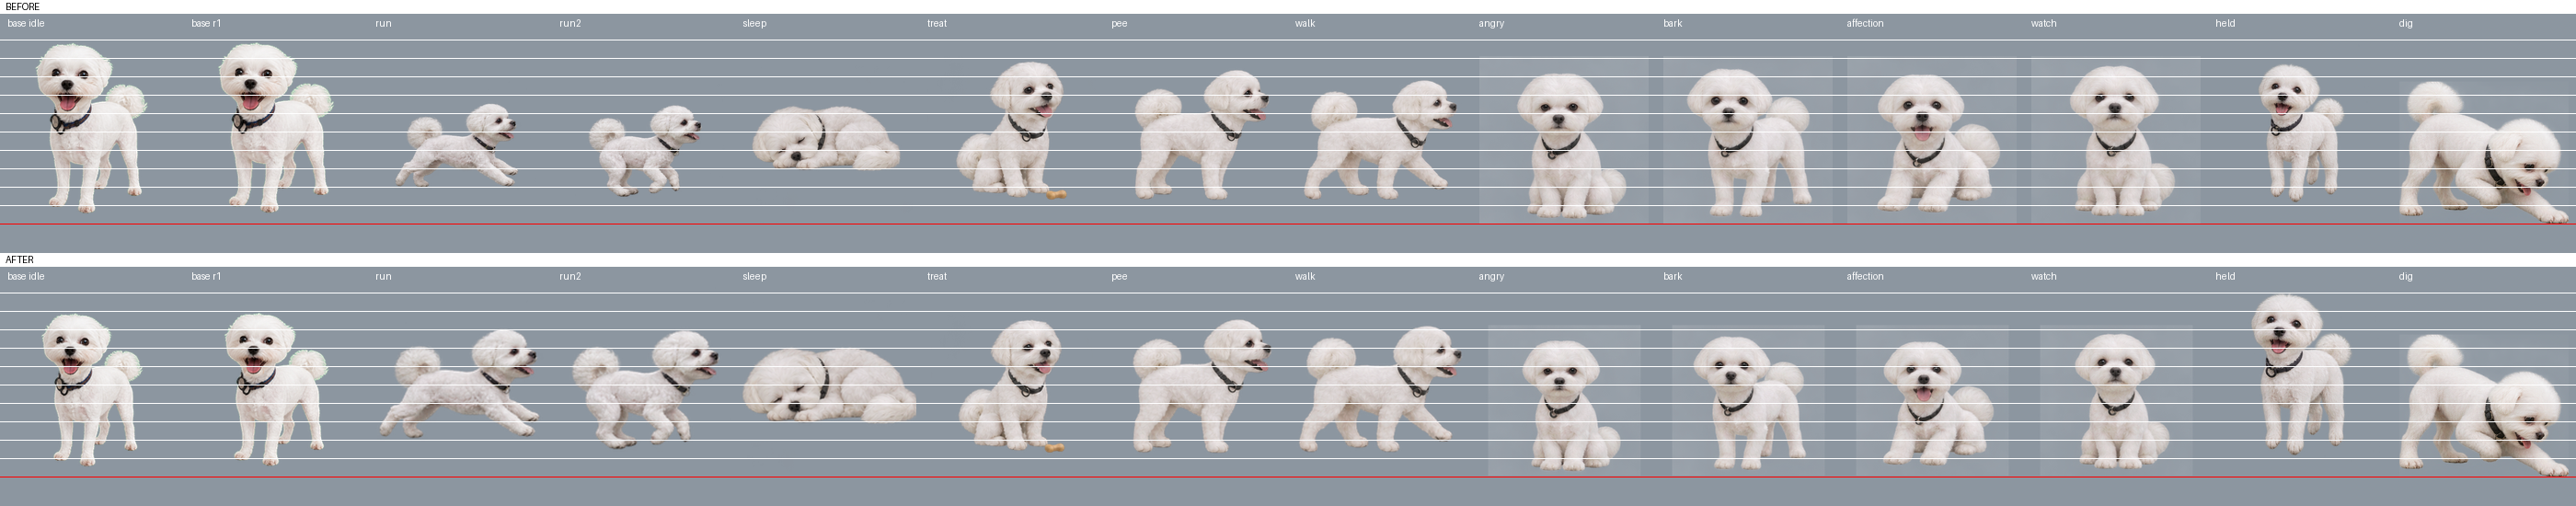 BEFORE
base idle base r1 run run2 sleep treat pee walk angry bark affection watch held dig
AFTER
base idle base r1 run run2 sleep treat pee walk angry bark affection watch held dig